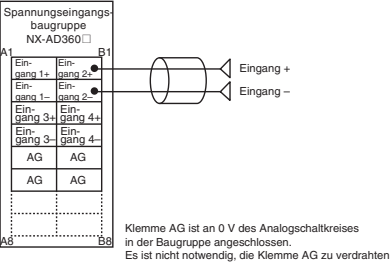 Spannungseingangs-
baugruppe
NX-AD360□
A1 B1
Ein-
gang 1+
Ein-
gang 2+
Eingang +
Ein-
gang 1–
Ein-
gang 2–
Eingang –
Ein-
gang 3+
Ein-
gang 4+
Ein-
gang 3–
Ein-
gang 4–
AG AG
AG AG
A8 B8
Klemme AG ist an 0 V des Analogschaltkreises
in der Baugruppe angeschlossen.
Es ist nicht notwendig, die Klemme AG zu verdrahten